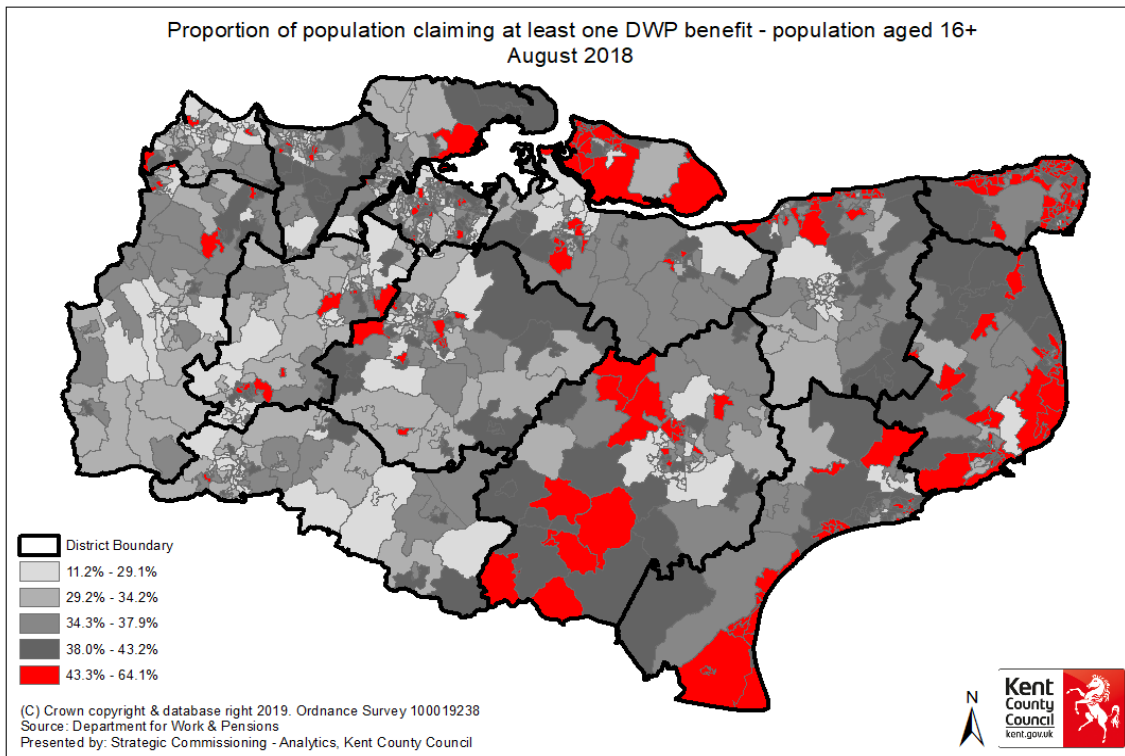 Proportion of population claiming at least one DWP benefit - population aged 16+
August 2018
District Boundary
11.2% - 29.1%
29.2% - 34.2%
34.3% - 37.9%
38.0% - 43.2%
43.3% - 64.1%
(C) Crown copyright & database right 2019. Ordnance Survey 100019238
Source: Department for Work & Pensions
Presented by: Strategic Commissioning - Analytics, Kent County Council
N
Kent
County
Council
kent.gov.uk